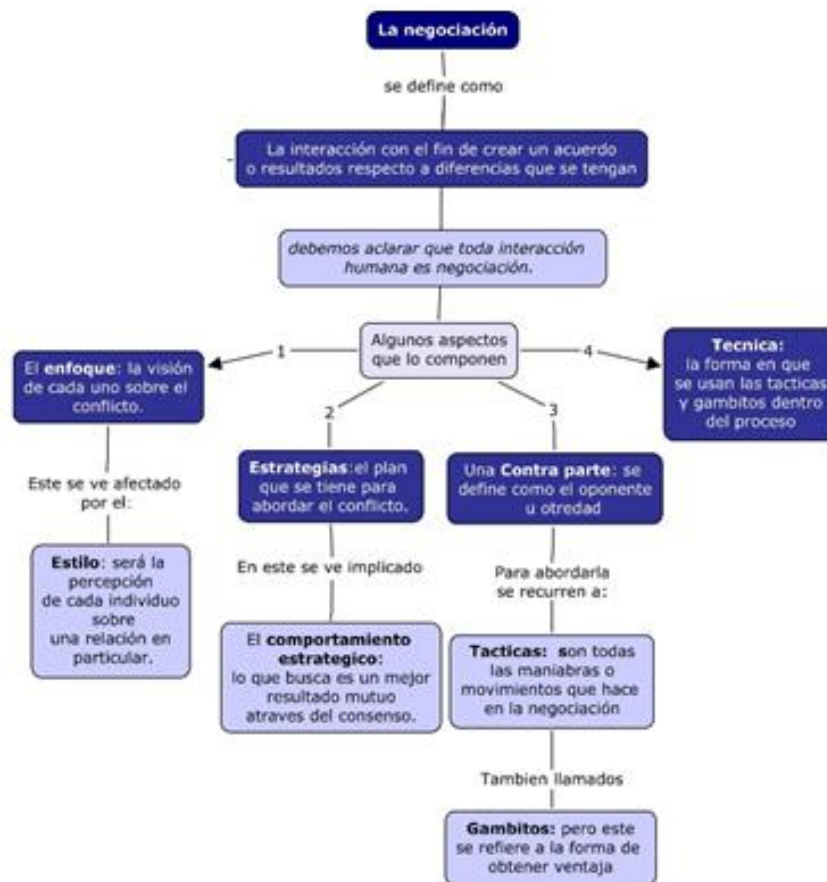 La negociación
se define como
La interacción con el fin de crear un acuerdo
o resultados respecto a diferencias que se tengan
debemos aclarar que toda interacción
humana es negociación.
Algunos aspectos
que lo componen
1
El enfoque: la visión
de cada uno sobre el
conflicto.
Este se ve afectado
por el:
Estilo: será la
percepción
de cada individuo
sobre
una relación en
particular.
2
Estrategias:el plan
que se tiene para
abordar el conflicto.
En este se ve implicado
El comportamiento
estrategico:
lo que busca es un mejor
resultado mutuo
atraves del consenso.
3
Una Contra parte: se
define como el oponente
u otredad
Para abordarla
se recurren a:
Tacticas: son todas
las maniabras o
movimientos que hace
en la negociación
Tambien llamados
Gambitos: pero este
se refiere a la forma de
obtener ventaja
4
Tecnica:
la forma en que
se usan las tacticas
y gambitos dentro
del proceso